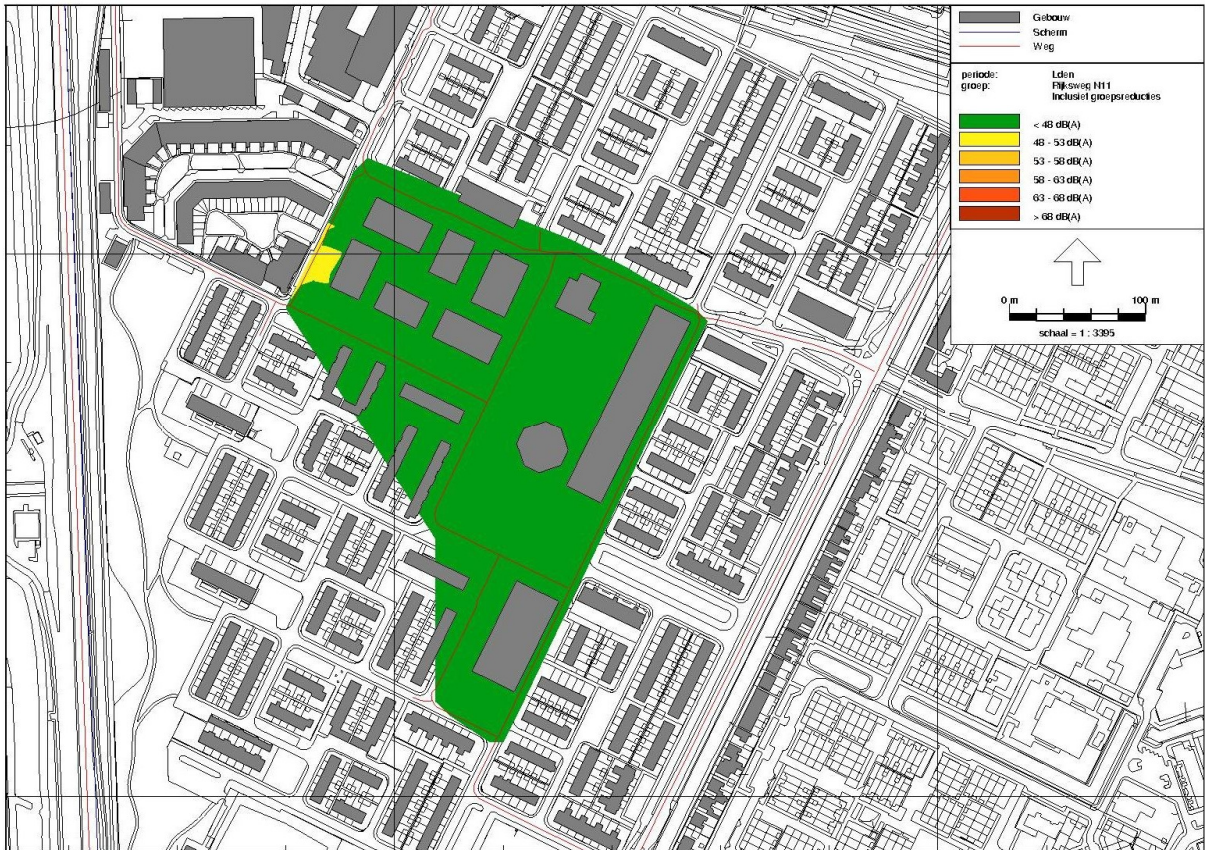 Gebouw
Scherm
Weg
periode: Lden
groep: Rijksweg N11
Inclusief groepsreducties
< 48 dB(A)
48 - 53 dB(A)
53 - 58 dB(A)
58 - 63 dB(A)
63 - 68 dB(A)
> 68 dB(A)
0 m 100 m
schaal = 1 : 3395